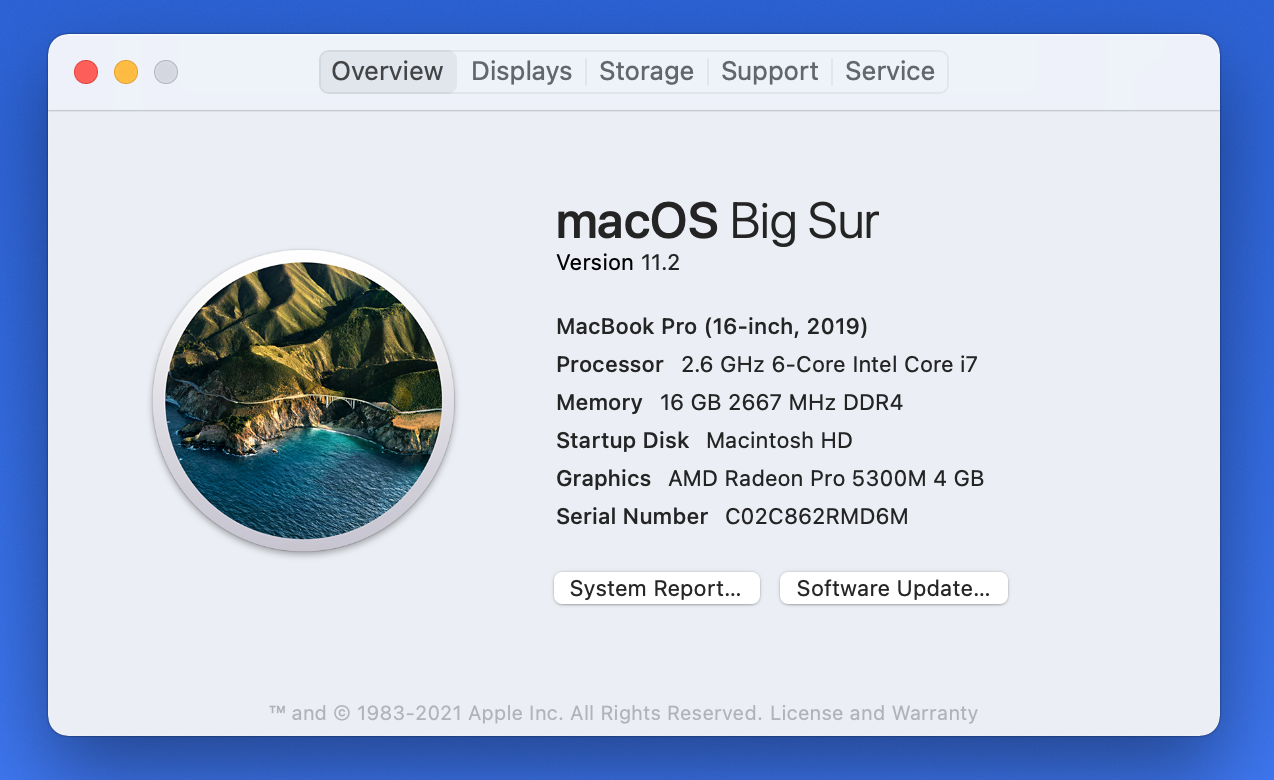 Overview Displays Storage Support Service
macOS Big Sur
Version 11.2
MacBook Pro (16-inch, 2019)
Processor 2.6 GHz 6-Core Intel Core i7
Memory 16 GB 2667 MHz DDR4
Startup Disk Macintosh HD
Graphics AMD Radeon Pro 5300M 4 GB
Serial Number C02C862RMD6M
System Report... Software Update...
™ and © 1983-2021 Apple Inc. All Rights Reserved. License and Warranty